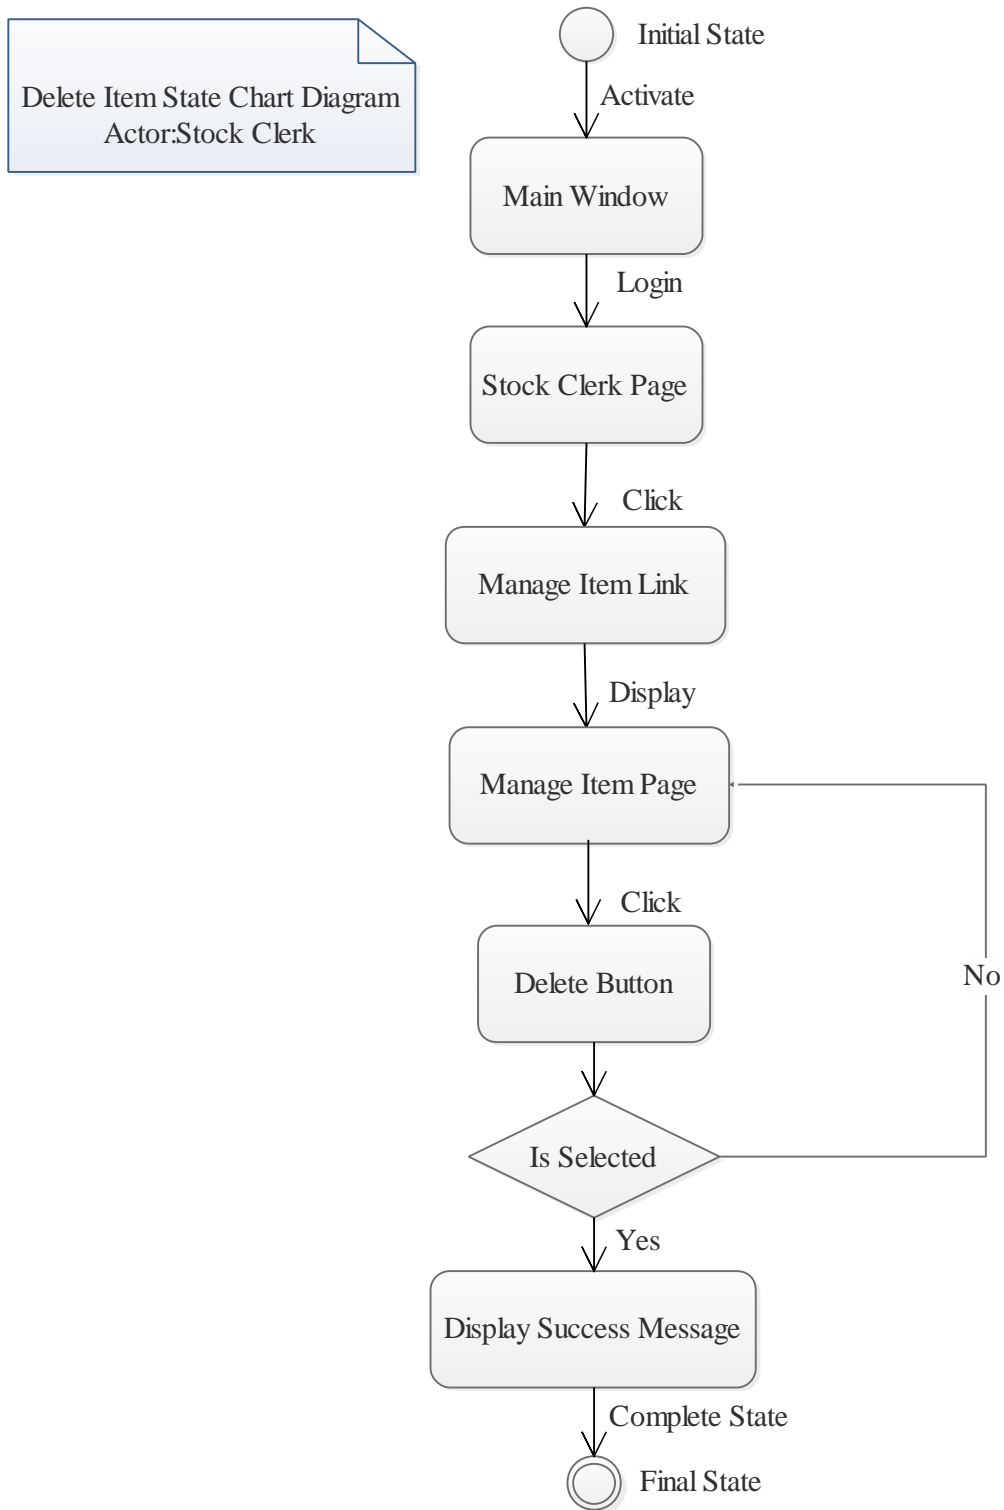 Initial State
Delete Item State Chart Diagram
Actor:Stock Clerk
Activate
Main Window
Login
Stock Clerk Page
Click
Manage Item Link
Display
Manage Item Page
Click
Delete Button
No
Is Selected
Yes
Display Success Message
Complete State
Final State